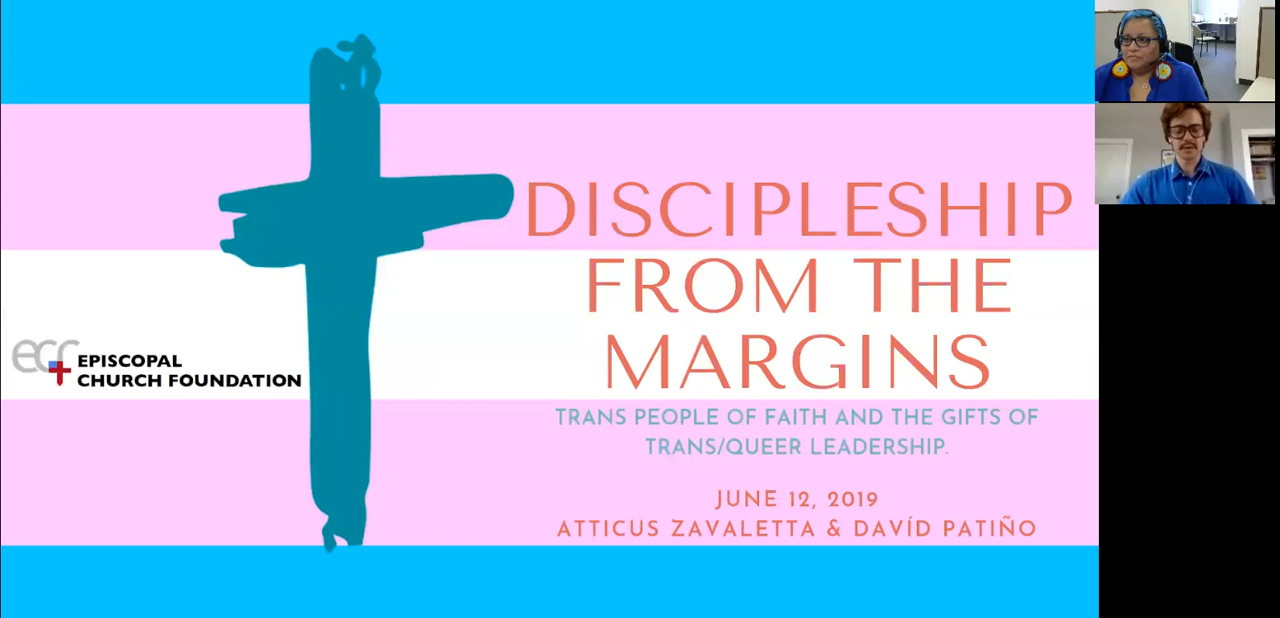 DISCIPLESHIP
FROM THE
MARGINS
ecf EPISCOPAL
CHURCH FOUNDATION
TRANS PEOPLE OF FAITH AND THE GIFTS OF
TRANS/QUEER LEADERSHIP.
JUNE 12, 2019
ATTICUS ZAVALETTA & DAVÍD PATIÑO